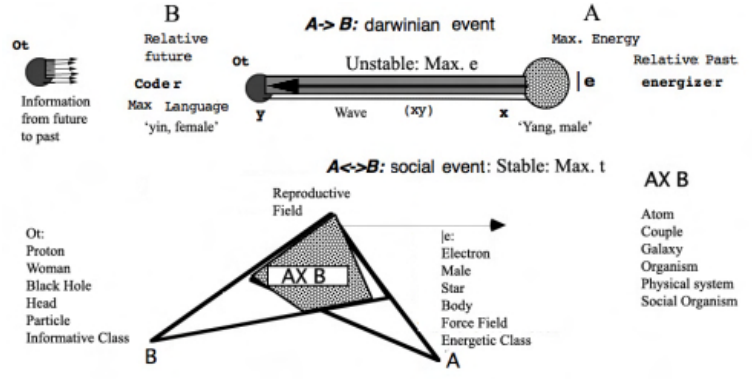 B
A
A-> B: darwinian event
Relative
future
Max. Energy
Ot
Ot
Unstable: Max. e
Relative Past
Coder
|e
energizer
Max Language
Information
from future
to past
'yin, female'
y
Wave
(xy)
x
'Yang, male'
A<->B: social event: Stable: Max. t
AX B
Reproductive
Field
Atom
Couple
Galaxy
Organism
Physical system
Social Organism
Ot:
Proton
Woman
Black Hole
Head
Particle
Informative Class
|e:
Electron
Male
Star
Body
Force Field
Energetic Class
AX B
B
A